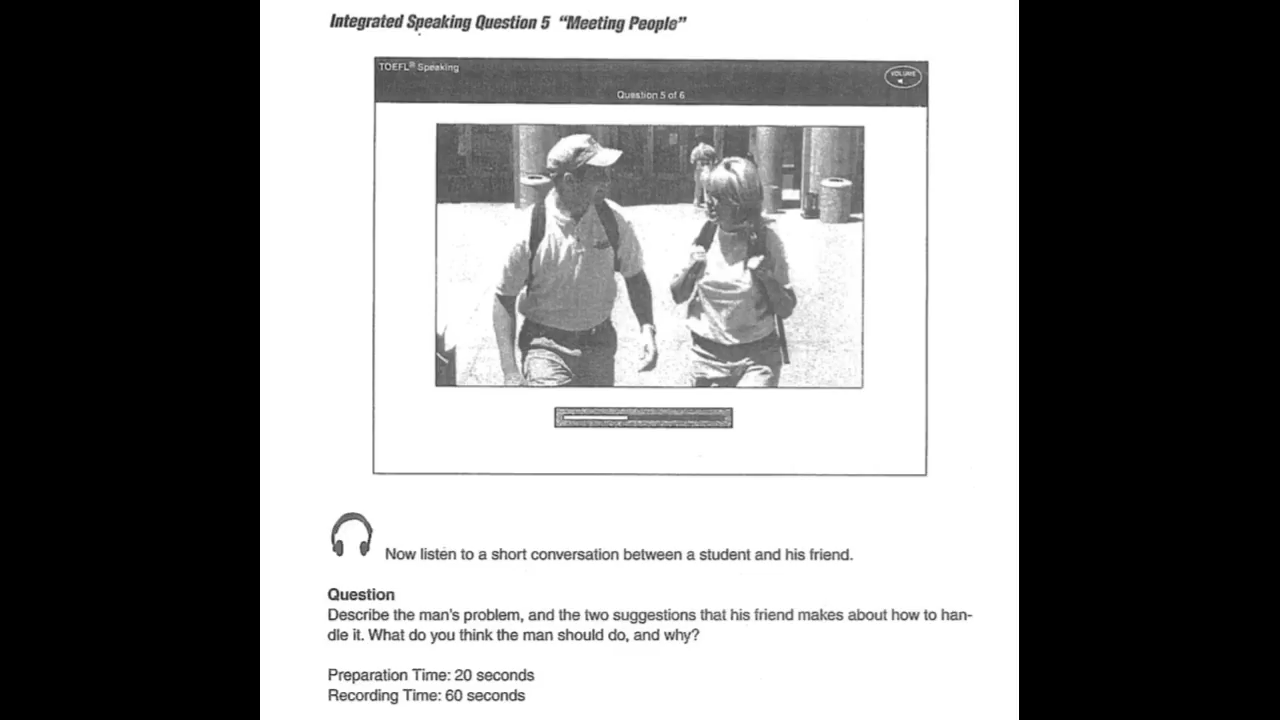 Integrated Speaking Question 5 “Meeting People”
TOEFL® Speaking
VOLUME
Question 5 of 6
Now listen to a short conversation between a student and his friend.
Question
Describe the man's problem, and the two suggestions that his friend makes about how to han-
dle it. What do you think the man should do, and why?
Preparation Time: 20 seconds
Recording Time: 60 seconds